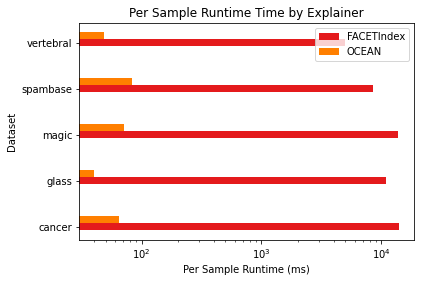 Per Sample Runtime Time by Explainer
FACETIndex
OCEAN
vertebral
spambase
magic
glass
cancer
Dataset
10²
10³
10⁴
Per Sample Runtime (ms)